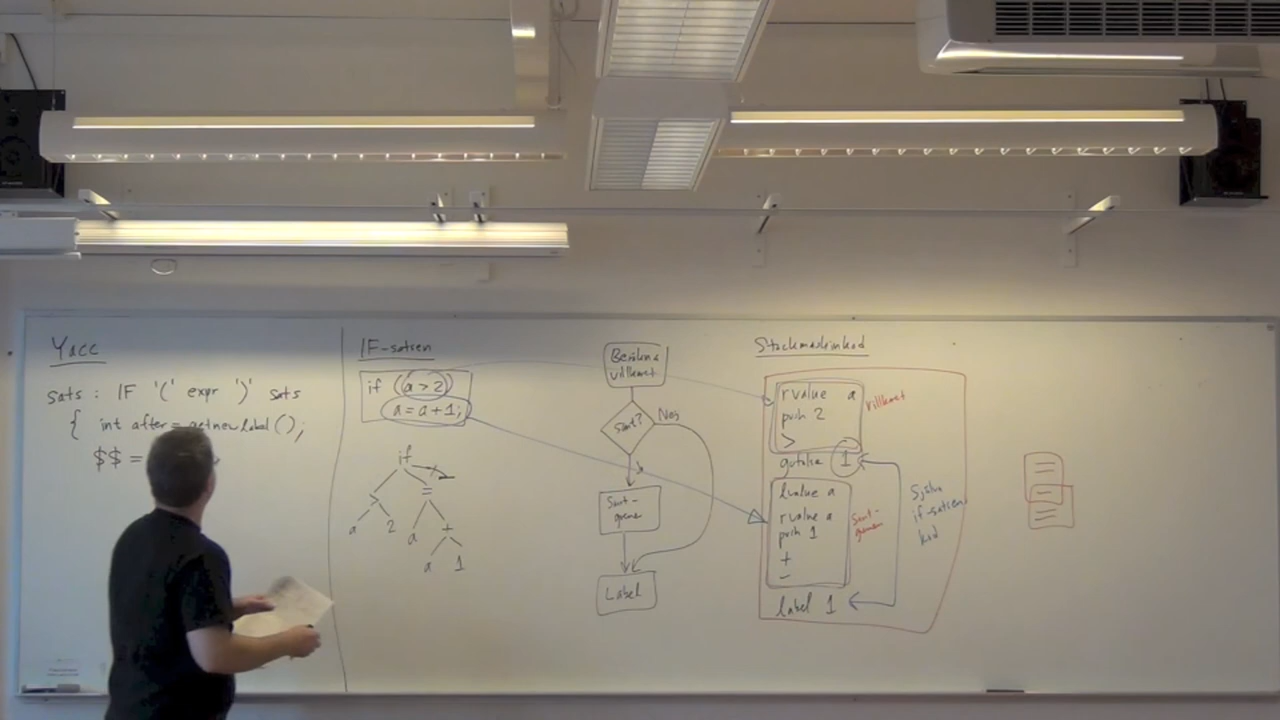 Yacc
sats : IF '(' expr ')' sats
{ int after = getnewlabel();
$$ =
IF-satsen
if (a > 2)
a = a + 1;
if
>
=
a
2
a
+
a
1
Beräkna
villkoret
Sant?
Nej
Ja
Sant-
grenen
Label
Stackmaskinkod
rvalue a
push 2
>
villkoret
gofalse 1
lvalue a
rvalue a
push 1
+
=
Sant-
grenen
label 1
Själva
if-satsen
kod